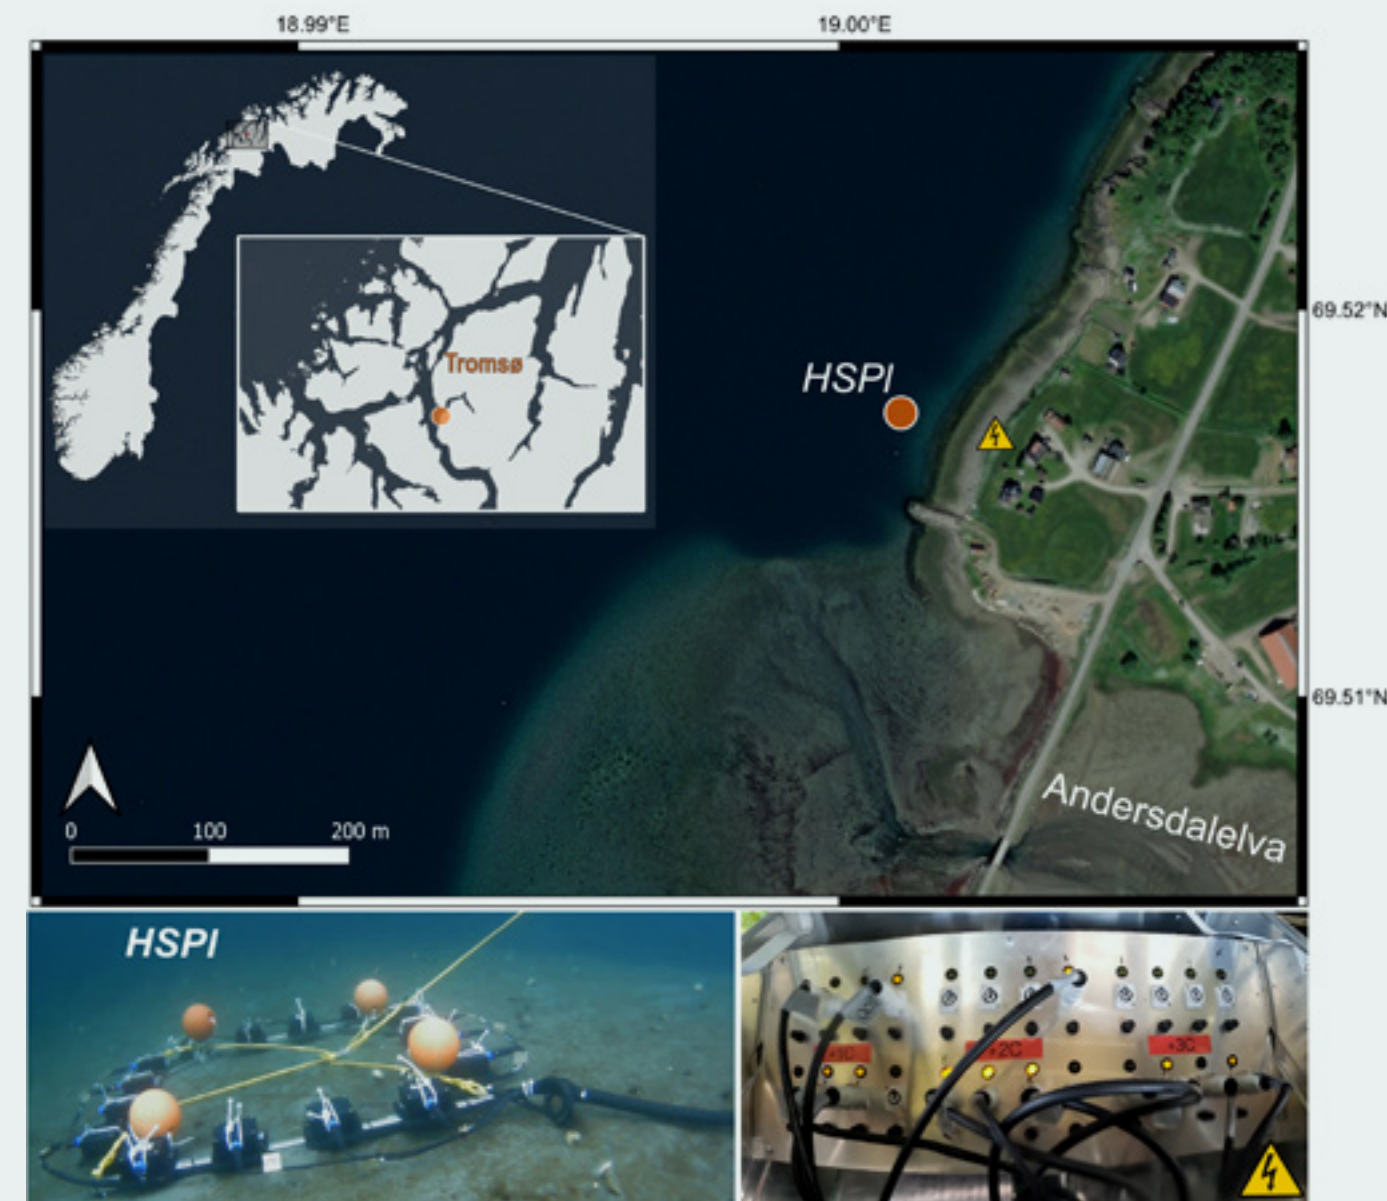 18.99°E 19.00°E
69.52°N
Tromsø
HSPI
69.51°N
Andersdalelva
0 100 200 m
HSPI
+1C +2C +3C